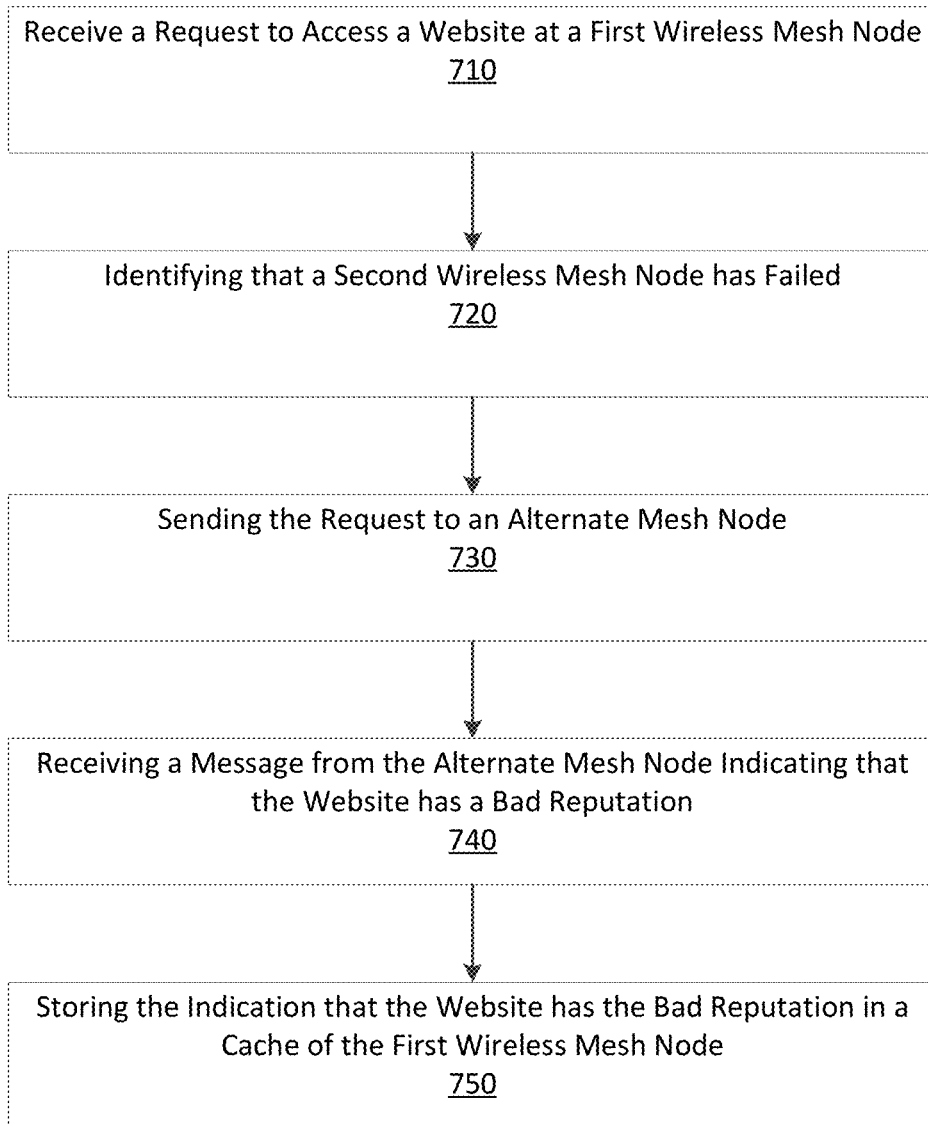 Receive a Request to Access a Website at a First Wireless Mesh Node
710
Identifying that a Second Wireless Mesh Node has Failed
720
Sending the Request to an Alternate Mesh Node
730
Receiving a Message from the Alternate Mesh Node Indicating that
the Website has a Bad Reputation
740
Storing the Indication that the Website has the Bad Reputation in a
Cache of the First Wireless Mesh Node
750